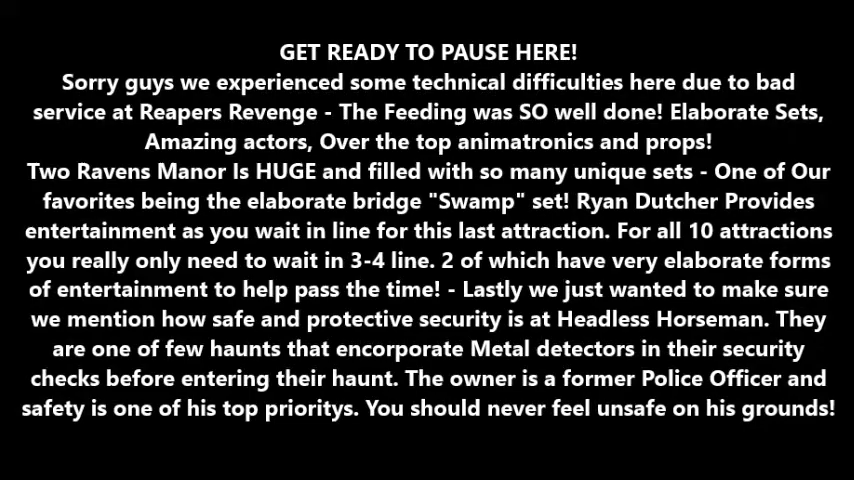 GET READY TO PAUSE HERE!
Sorry guys we experienced some technical difficulties here due to bad
service at Reapers Revenge - The Feeding was SO well done! Elaborate Sets,
Amazing actors, Over the top animatronics and props!
Two Ravens Manor Is HUGE and filled with so many unique sets - One of Our
favorites being the elaborate bridge "Swamp" set! Ryan Dutcher Provides
entertainment as you wait in line for this last attraction. For all 10 attractions
you really only need to wait in 3-4 line. 2 of which have very elaborate forms
of entertainment to help pass the time! - Lastly we just wanted to make sure
we mention how safe and protective security is at Headless Horseman. They
are one of few haunts that encorporate Metal detectors in their security
checks before entering their haunt. The owner is a former Police Officer and
safety is one of his top prioritys. You should never feel unsafe on his grounds!